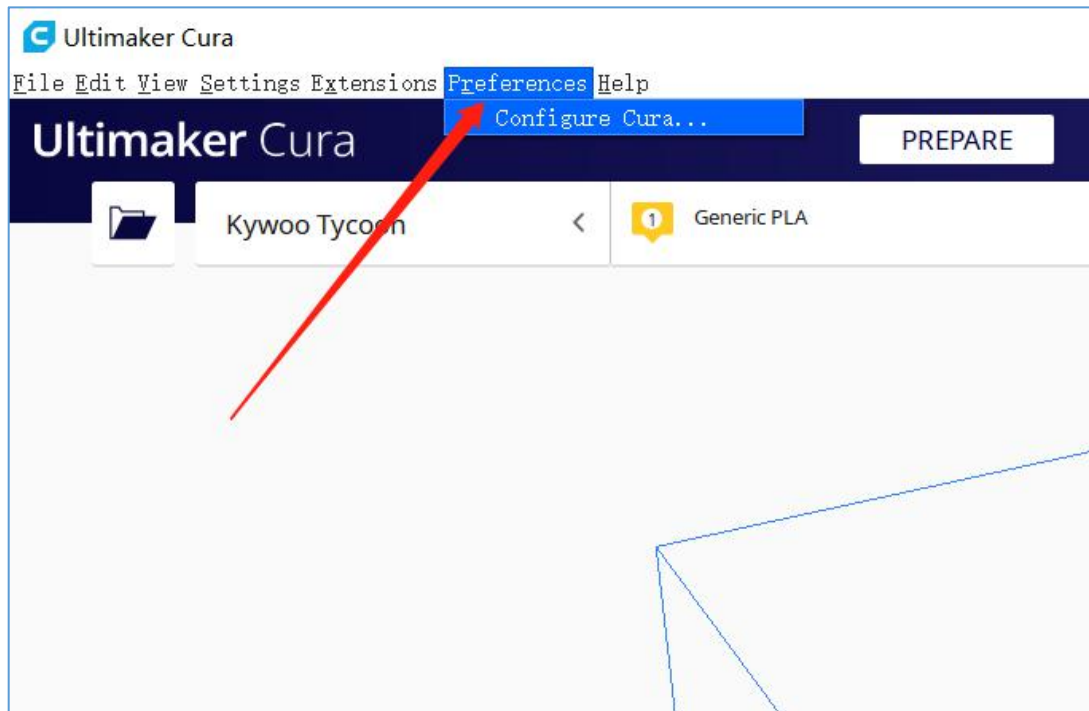 Ultimaker Cura
File Edit View Settings Extensions Preferences Help
Configure Cura...
Ultimaker Cura
PREPARE
Kywoo Tycoon
1
Generic PLA